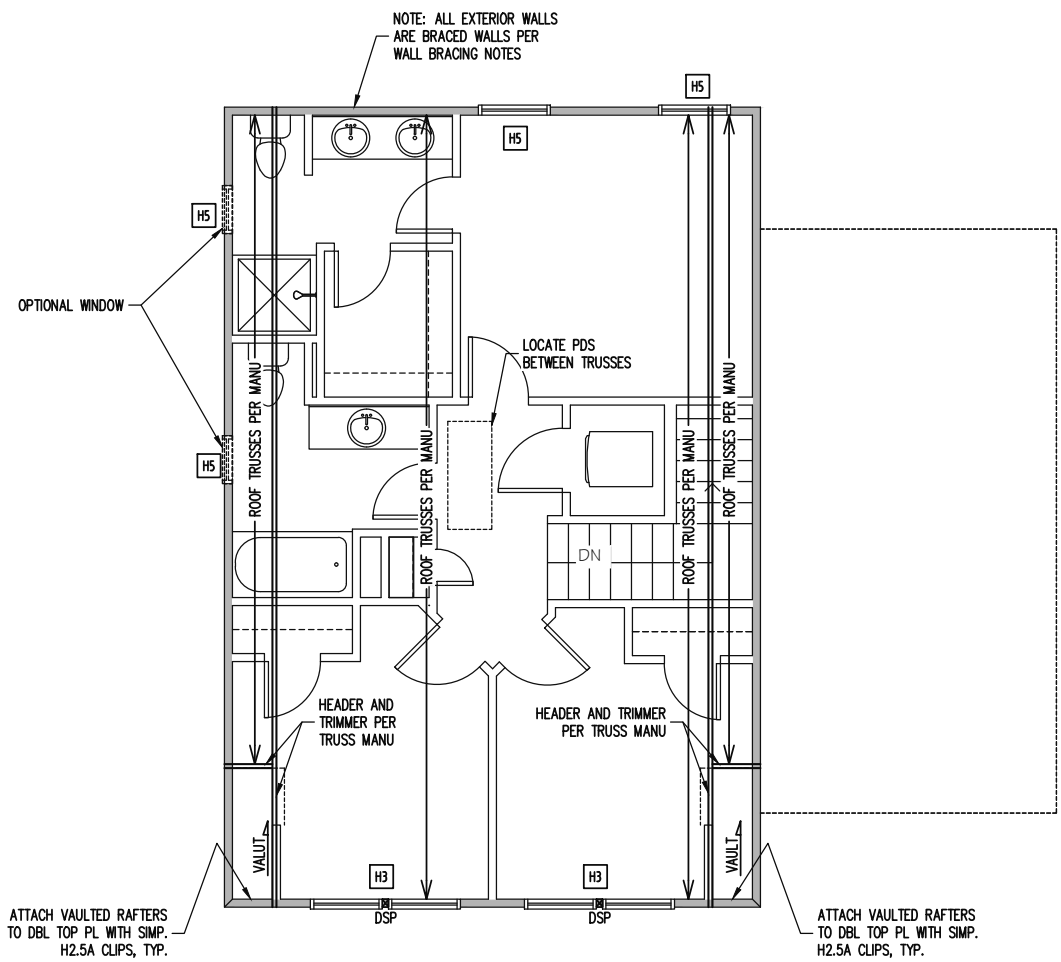 NOTE: ALL EXTERIOR WALLS
ARE BRACED WALLS PER
WALL BRACING NOTES
H5
H5
H5
OPTIONAL WINDOW
LOCATE PDS
BETWEEN TRUSSES
ROOF TRUSSES PER MANU
ROOF TRUSSES PER MANU
ROOF TRUSSES PER MANU
ROOF TRUSSES PER MANU
H5
DN
HEADER AND
TRIMMER PER
TRUSS MANU
HEADER AND TRIMMER
PER TRUSS MANU
VALUT
VAULT
H3
H3
DSP
DSP
ATTACH VAULTED RAFTERS
TO DBL TOP PL WITH SIMP.
H2.5A CLIPS, TYP.
ATTACH VAULTED RAFTERS
TO DBL TOP PL WITH SIMP.
H2.5A CLIPS, TYP.